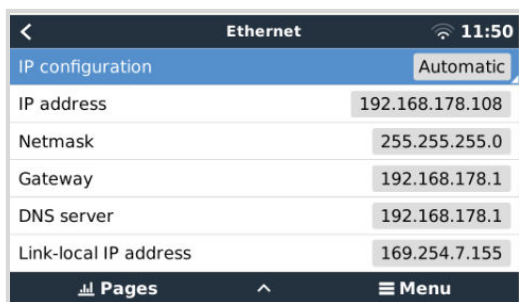 Ethernet 11:50
IP configuration Automatic
IP address 192.168.178.108
Netmask 255.255.255.0
Gateway 192.168.178.1
DNS server 192.168.178.1
Link-local IP address 169.254.7.155
Pages Menu